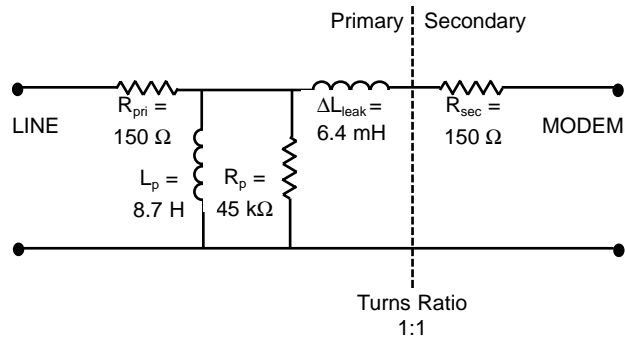 Primary Secondary
R_pri =
150 Ω
ΔL_leak =
6.4 mH
R_sec =
150 Ω
LINE
MODEM
L_p =
8.7 H
R_p =
45 kΩ
Turns Ratio
1:1